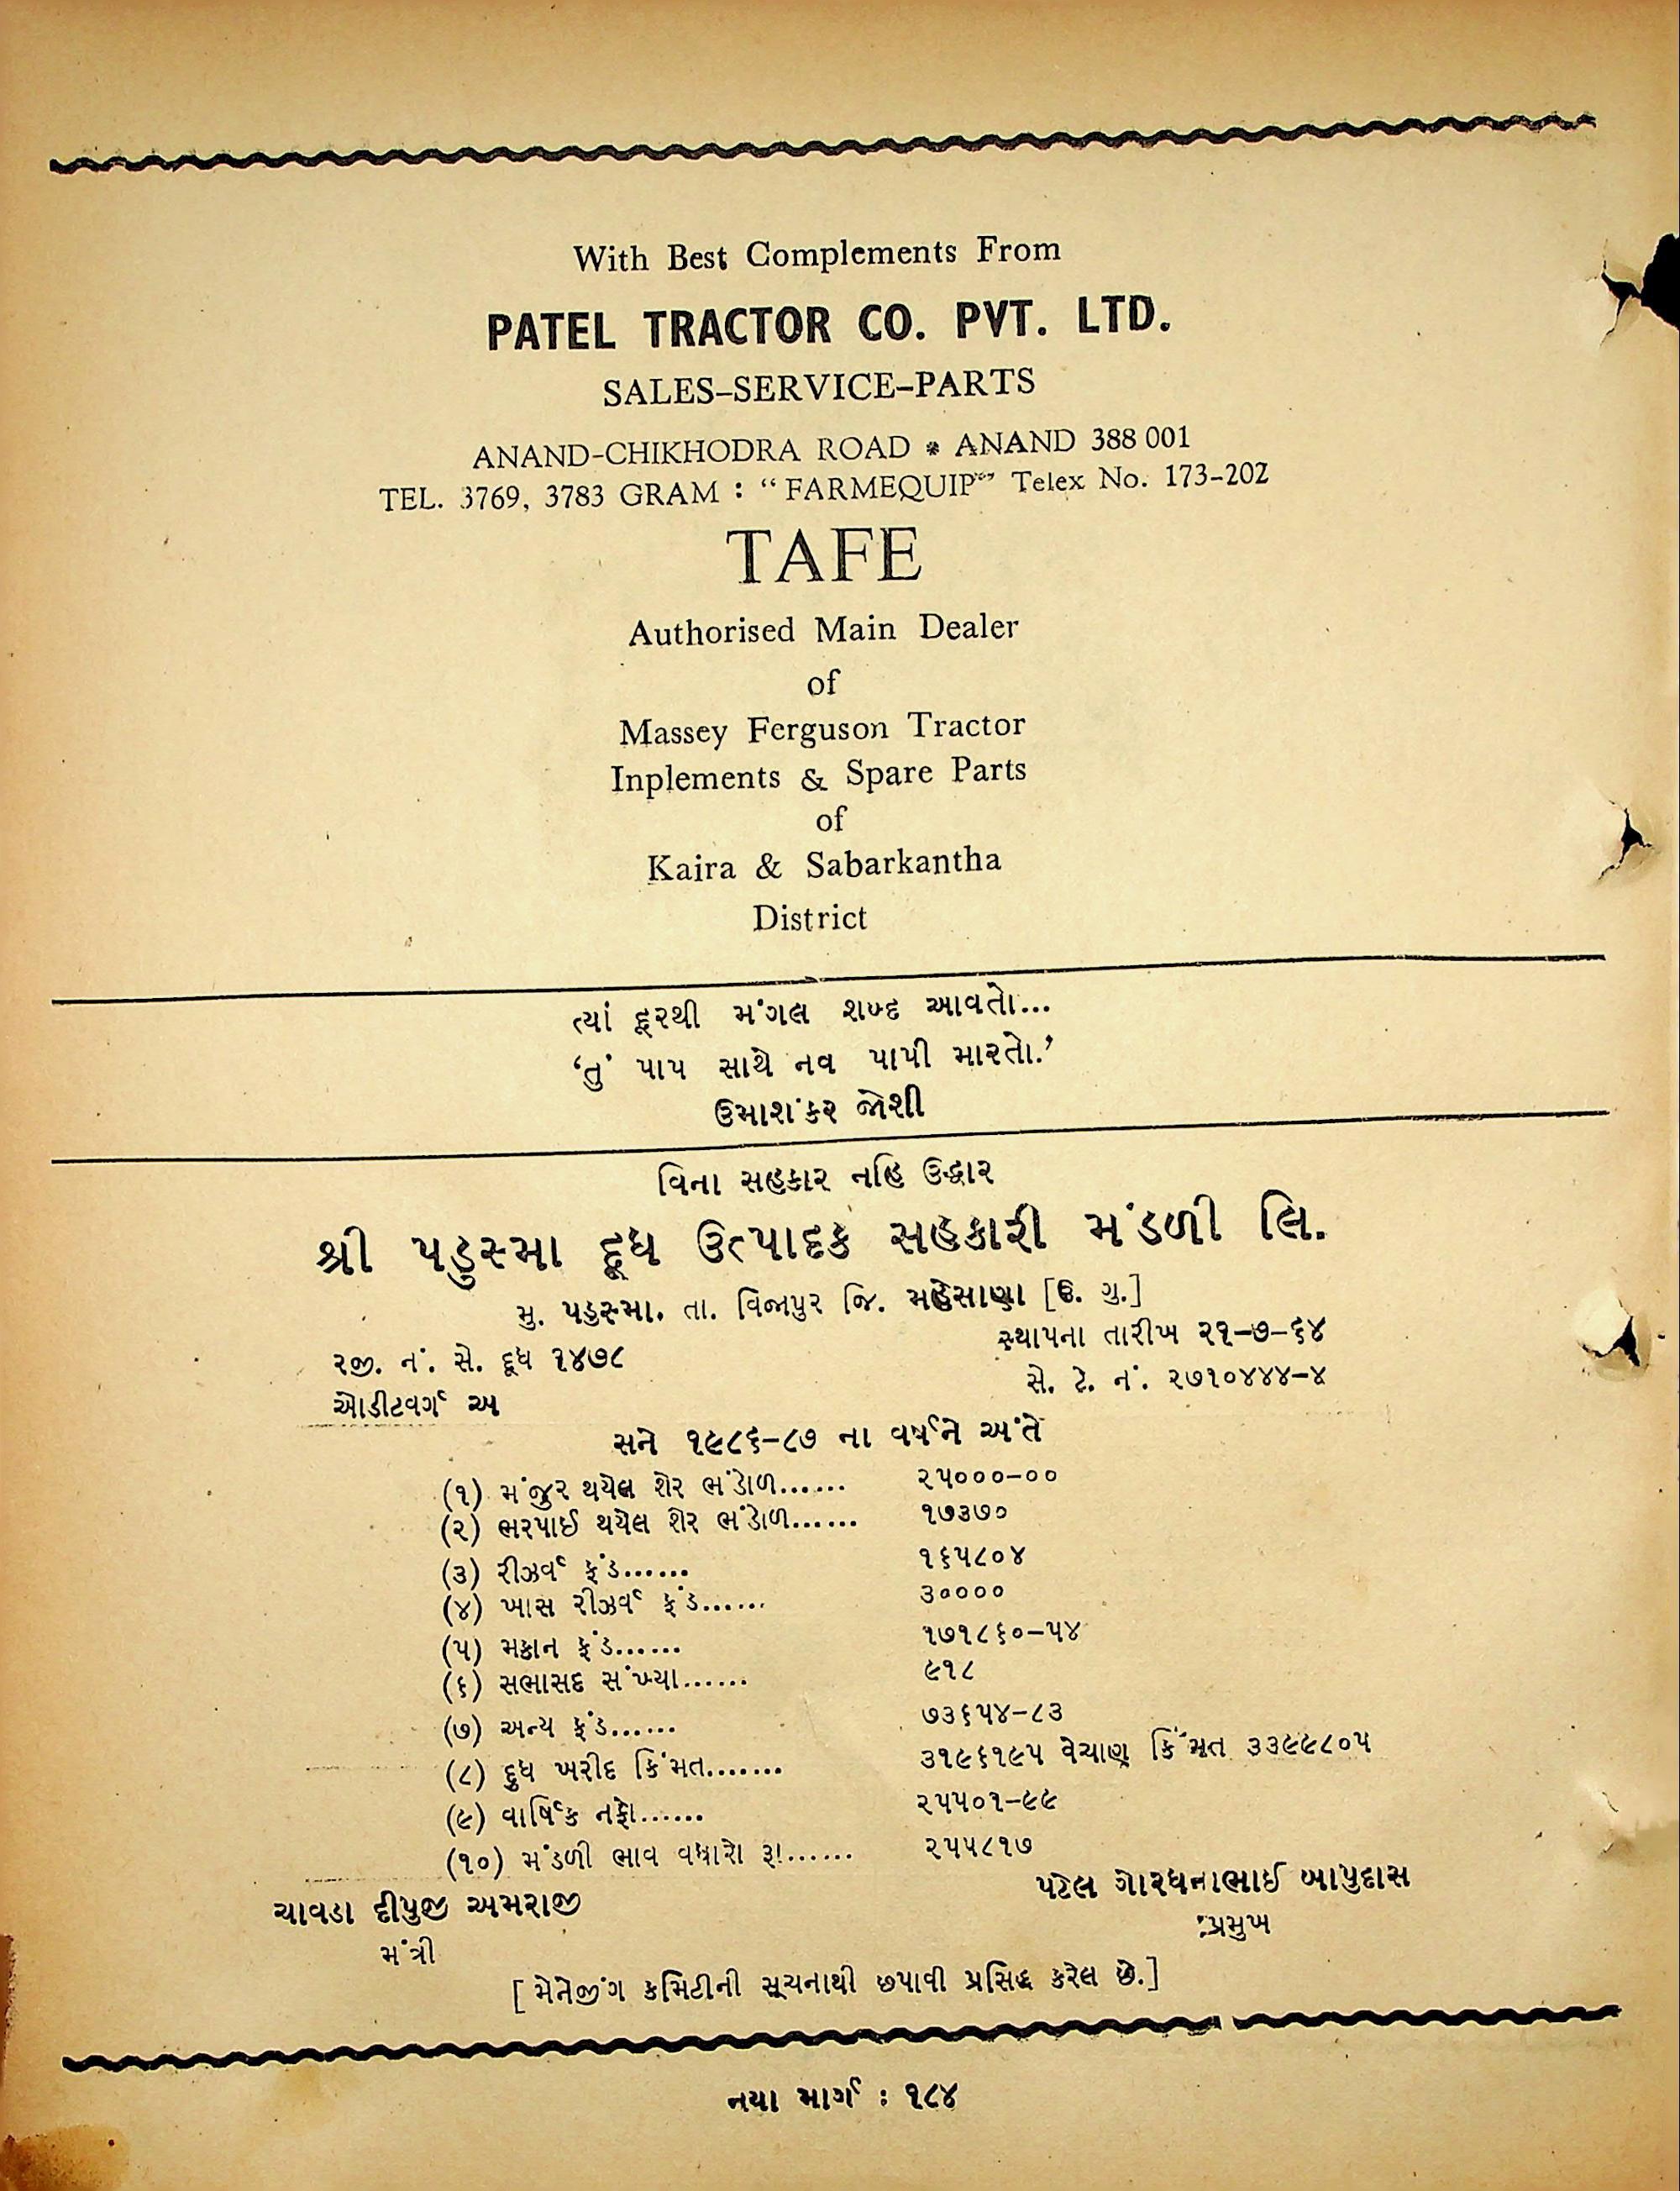 With Best Complements From
PATEL TRACTOR CO. PVT. LTD.
SALES-SERVICE-PARTS
ANAND-CHIKHODRA ROAD * ANAND 388 001
TEL. 3769, 3783 GRAM : “FARMEQUIP” Telex No. 173-202
TAFE
Authorised Main Dealer
of
Massey Ferguson Tractor
Inplements & Spare Parts
of
Kaira & Sabarkantha
District
ત્યાં દૂરથી મંગલ શબ્દ આવતો...
‘તું પાપ સાથે નવ પાપી મારતો.’
ઉમાશંકર જોશી
વિના સહકાર નહિ ઉદ્ધાર
શ્રી પડુસ્મા દૂધ ઉત્પાદક સહકારી મંડળી લિ.
મુ. પડુસ્મા. તા. વિજાપુર જિ. મહેસાણા [ઉ. ગુ.]
સ્થાપના તારીખ ૨૧-૭-૬૪
રજી. નં. સે. દૂધ ૧૪૭૮
સે. ટે. નં. ૨૭૧૦૪૪૪-૪
ઓડીટવર્ગ અ
સને ૧૯૮૬-૮૭ ના વર્ષને અંતે
(૧) મંજુર થયેલ શેર ભંડોળ...... ૨૫૦૦૦-૦૦
(૨) ભરપાઈ થયેલ શેર ભંડોળ...... ૧૭૩૭૦
(૩) રીઝર્વ ફંડ...... ૧૬૫૮૦૪
(૪) ખાસ રીઝર્વ ફંડ...... ૩૦૦૦૦
(૫) મકાન ફંડ...... ૧૭૧૮૬૦-૫૪
(૬) સભાસદ સંખ્યા...... ૯૧૮
(૭) અન્ય ફંડ...... ૭૩૬૫૪-૮૩
(૮) દુધ ખરીદ કિંમત....... ૩૧૯૬૧૯૫ વેચાણ કિંમત ૩૩૯૯૮૦૫
(૯) વાર્ષિક નફો...... ૨૫૫૦૧-૯૯
(૧૦) મંડળી ભાવ વધારો રૂ!...... ૨૫૫૮૧૭
પટેલ ગોરધનાભાઈ બાપુદાસ
ચાવડા દીપુજી અમરાજી
પ્રમુખ
મંત્રી
[ મેનેજીંગ કમિટીની સૂચનાથી છપાવી પ્રસિદ્ધ કરેલ છે.]
નયા માર્ગ : ૧૮૪